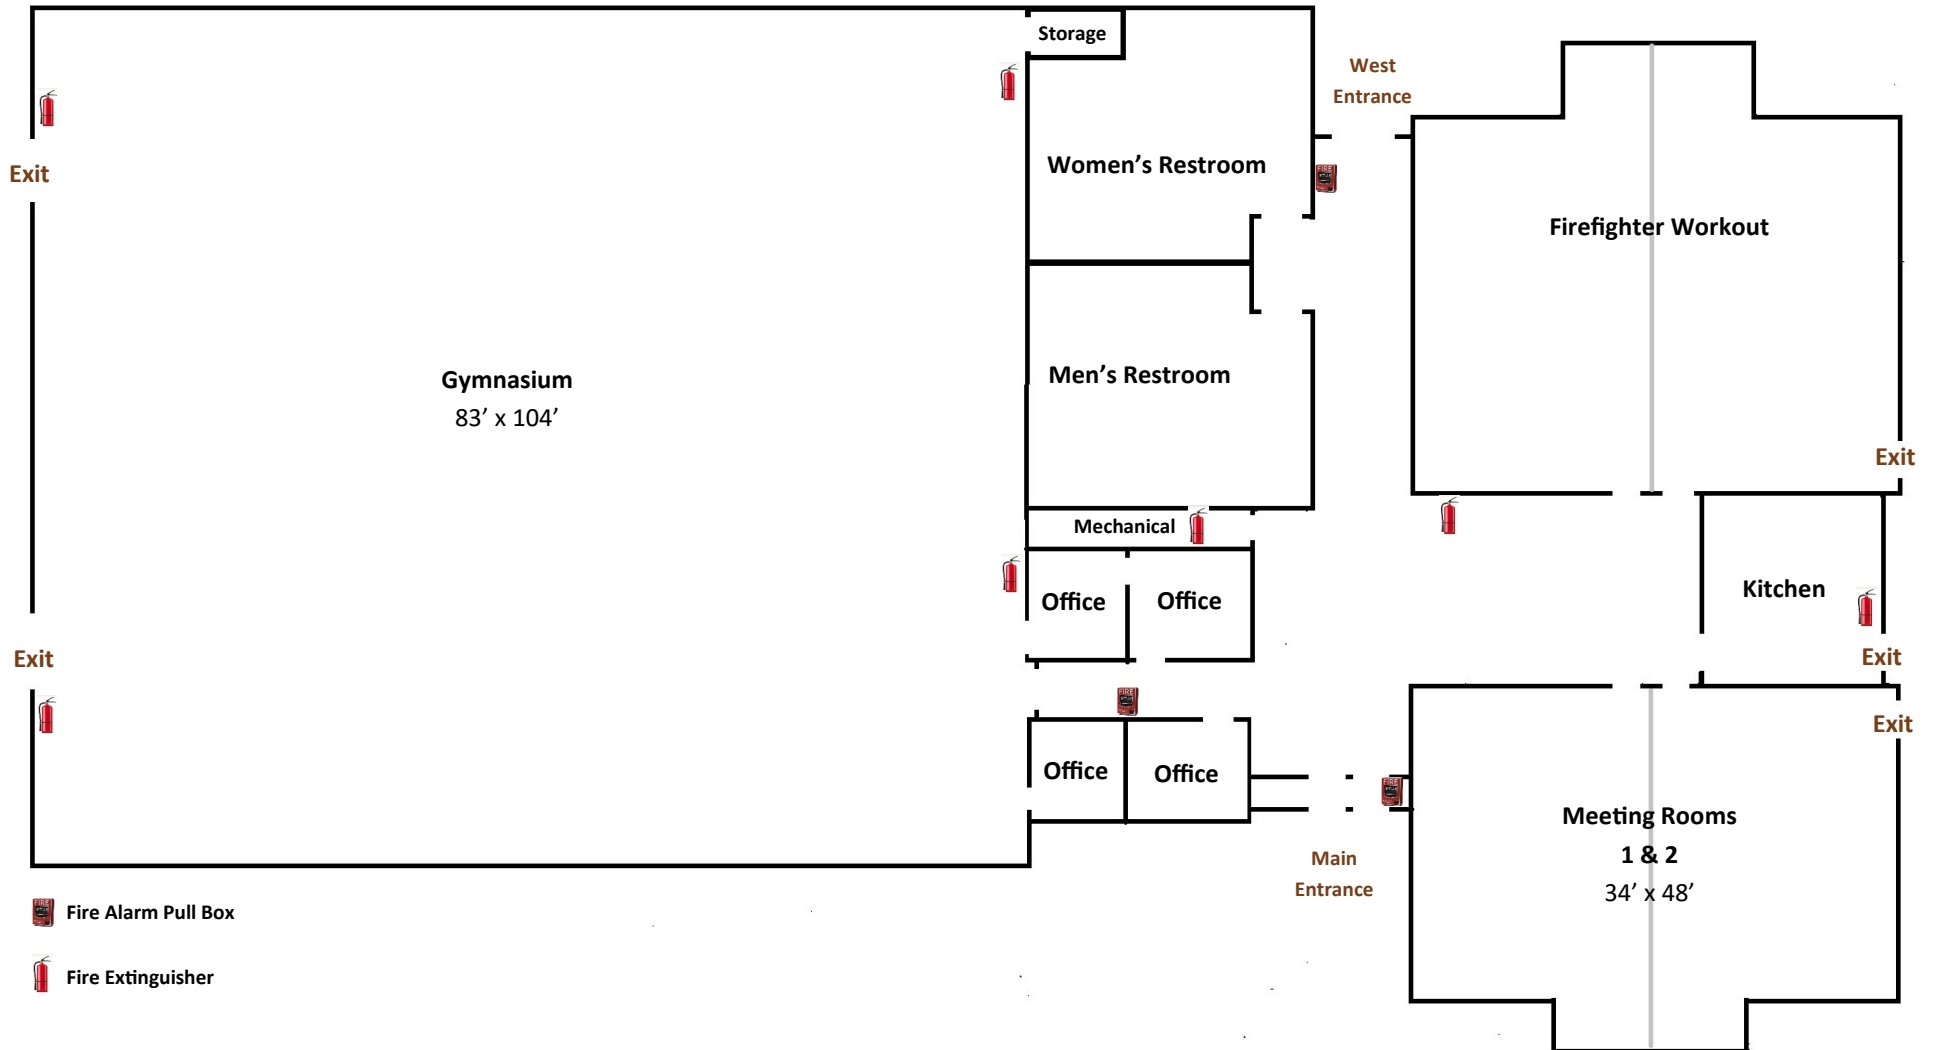 Storage
West
Entrance
Exit
Women’s Restroom
Firefighter Workout
Gymnasium
83’ x 104’
Men’s Restroom
Exit
Mechanical
Office
Office
Kitchen
Exit
Exit
Exit
Office
Office
Meeting Rooms
1 & 2
34’ x 48’
Main
Entrance
Fire Alarm Pull Box
Fire Extinguisher